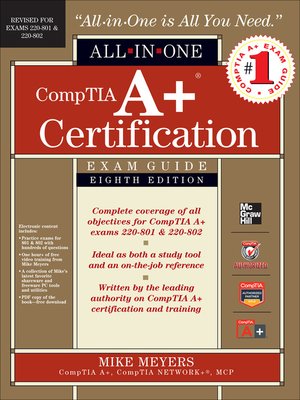 REVISED FOR
EXAMS 220-801 &
220-802
"All-in-One is All You Need."
ALL-IN-ONE
COMPTIA A+ EXAM GUIDE
#1
CompTIA A+®
Certification
EXAM GUIDE
EIGHTH EDITION
Complete coverage of all
objectives for CompTIA A+
exams 220-801 & 220-802
Ideal as both a study tool
and an on-the-job reference
Written by the leading
authority on CompTIA A+
certification and training
Electronic content
includes:
Practice exams for
801 & 802 with
hundreds of questions
One hour+ of free
video training from
Mike Meyers
A collection of Mike's latest
favorite shareware and
freeware PC tools
and utilities
PDF copy of the
book—free download
Mc
Graw
Hill
CompTIA
AUTHORIZED
PARTNER
A+
MIKE MEYERS
COMPTIA A+, COMPTIA NETWORK+®, MCP